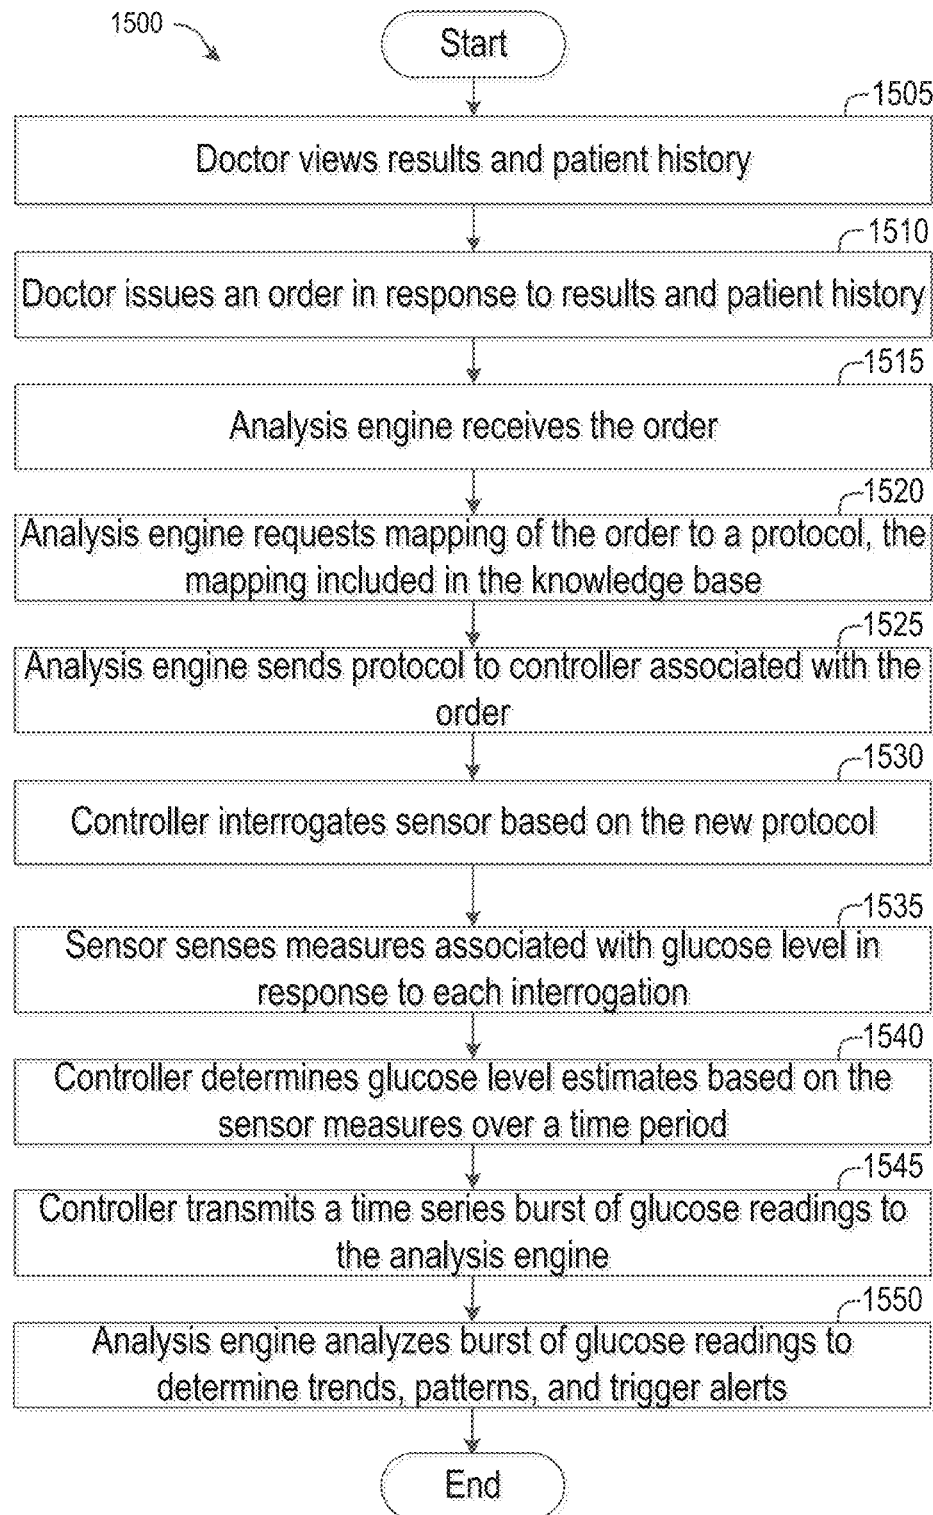 1500
Start
1505
Doctor views results and patient history
1510
Doctor issues an order in response to results and patient history
1515
Analysis engine receives the order
1520
Analysis engine requests mapping of the order to a protocol, the
mapping included in the knowledge base
1525
Analysis engine sends protocol to controller associated with the
order
1530
Controller interrogates sensor based on the new protocol
1535
Sensor senses measures associated with glucose level in
response to each interrogation
1540
Controller determines glucose level estimates based on the
sensor measures over a time period
1545
Controller transmits a time series burst of glucose readings to
the analysis engine
1550
Analysis engine analyzes burst of glucose readings to
determine trends, patterns, and trigger alerts
End